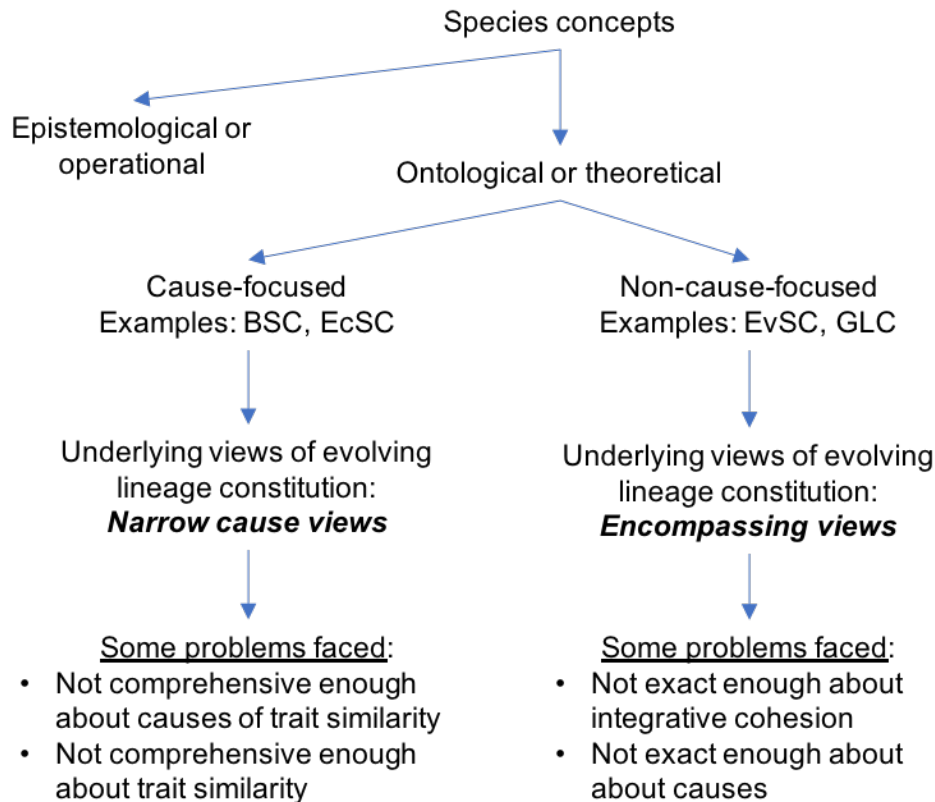 Species concepts
Epistemological or
operational
Ontological or theoretical
Cause-focused
Examples: BSC, EcSC
Non-cause-focused
Examples: EvSC, GLC
Underlying views of evolving
lineage constitution:
Narrow cause views
Underlying views of evolving
lineage constitution:
Encompassing views
Some problems faced:
• Not comprehensive enough
about causes of trait similarity
• Not comprehensive enough
about trait similarity
Some problems faced:
• Not exact enough about
integrative cohesion
• Not exact enough about
about causes